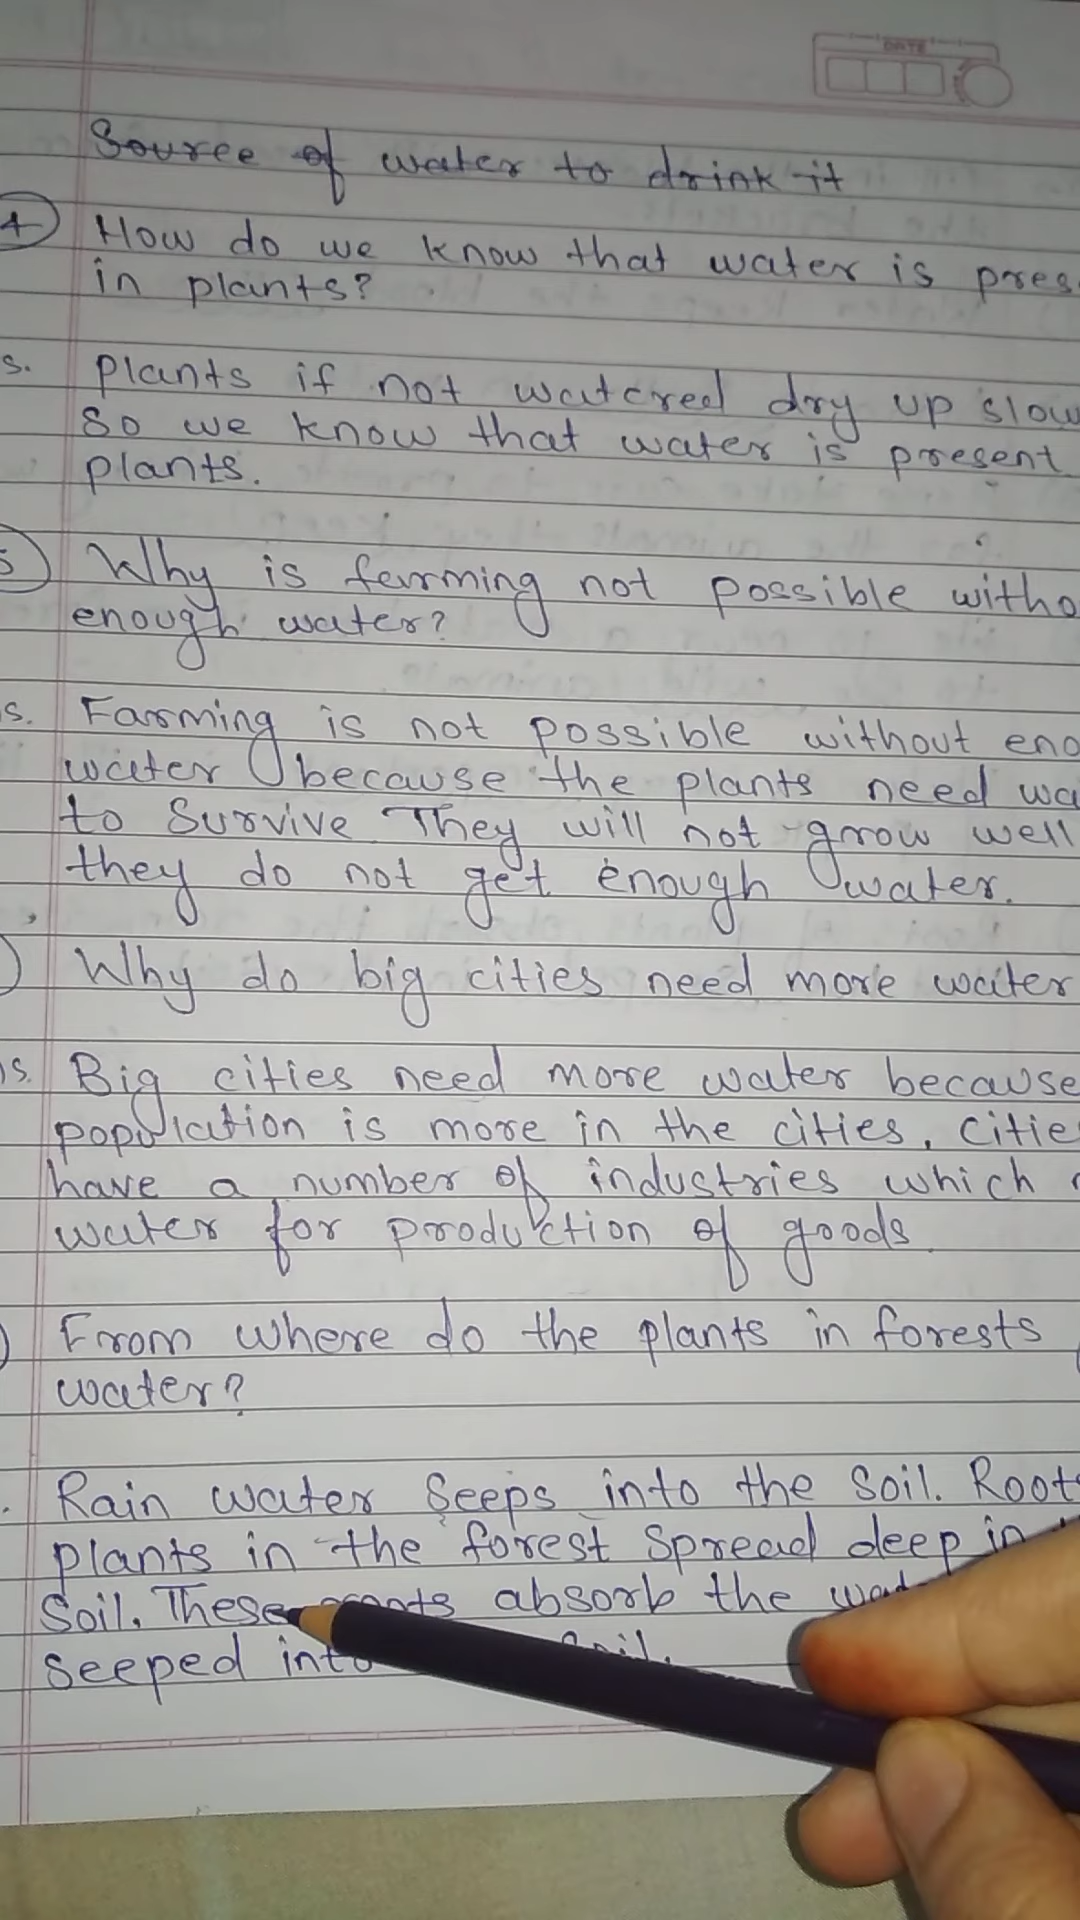 DATE
Source of water to drink it
4 How do we know that water is pres
in plants?
s. Plants if not watered dry up slow
So we know that water is present
plants.
5 Why is farming not possible witho
enough water?
s. Farming is not possible without eno
water because the plants need wa
to survive They will not grow well
they do not get enough water.
Why do big cities need more water
s. Big cities need more water because
population is more in the cities, citie
have a number of industries which
water for production of goods
From where do the plants in forests
water?
Rain water seeps into the soil. Root
plants in the forest spread deep in
soil. These absorb the
seeped into soil.